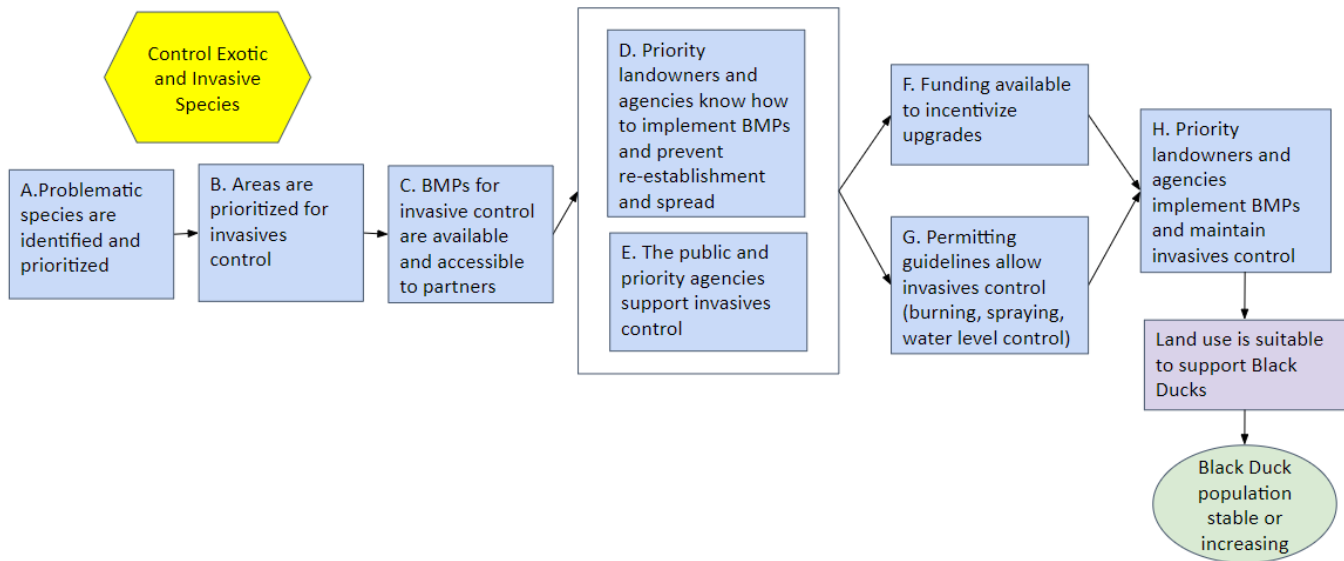 Control Exotic
and Invasive
Species
A.Problematic
species are
identified and
prioritized
B. Areas are
prioritized for
invasives
control
C. BMPs for
invasive control
are available
and accessible
to partners
D. Priority
landowners and
agencies know how
to implement BMPs
and prevent
re-establishment
and spread
E. The public and
priority agencies
support invasives
control
F. Funding available
to incentivize
upgrades
G. Permitting
guidelines allow
invasives control
(burning, spraying,
water level control)
H. Priority
landowners and
agencies
implement BMPs
and maintain
invasives control
Land use is suitable
to support Black
Ducks
Black Duck
population
stable or
increasing